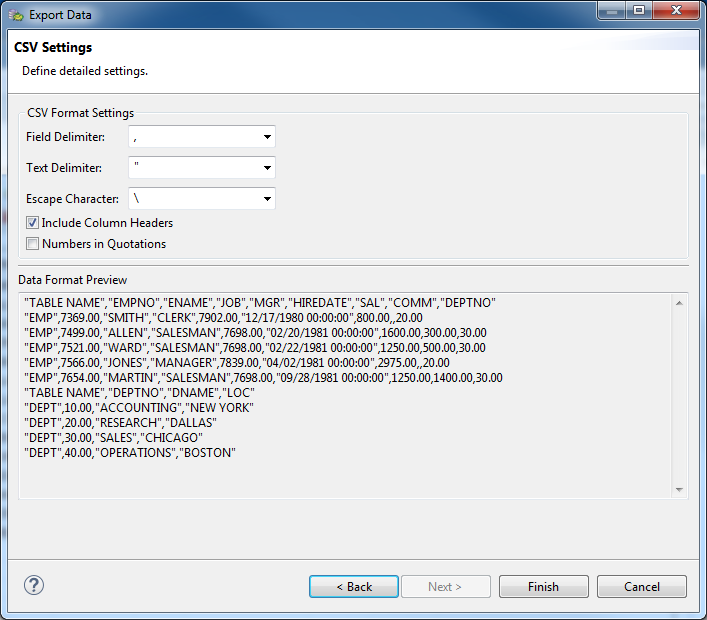 Export Data
CSV Settings
Define detailed settings.
CSV Format Settings
Field Delimiter: ,
Text Delimiter: "
Escape Character: \
Include Column Headers
Numbers in Quotations
Data Format Preview
"TABLE NAME","EMPNO","ENAME","JOB","MGR","HIREDATE","SAL","COMM","DEPTNO"
"EMP",7369.00,"SMITH","CLERK",7902.00,"12/17/1980 00:00:00",800.00,,20.00
"EMP",7499.00,"ALLEN","SALESMAN",7698.00,"02/20/1981 00:00:00",1600.00,300.00,30.00
"EMP",7521.00,"WARD","SALESMAN",7698.00,"02/22/1981 00:00:00",1250.00,500.00,30.00
"EMP",7566.00,"JONES","MANAGER",7839.00,"04/02/1981 00:00:00",2975.00,,20.00
"EMP",7654.00,"MARTIN","SALESMAN",7698.00,"09/28/1981 00:00:00",1250.00,1400.00,30.00
"TABLE NAME","DEPTNO","DNAME","LOC"
"DEPT",10.00,"ACCOUNTING","NEW YORK"
"DEPT",20.00,"RESEARCH","DALLAS"
"DEPT",30.00,"SALES","CHICAGO"
"DEPT",40.00,"OPERATIONS","BOSTON"
? < Back Next > Finish Cancel